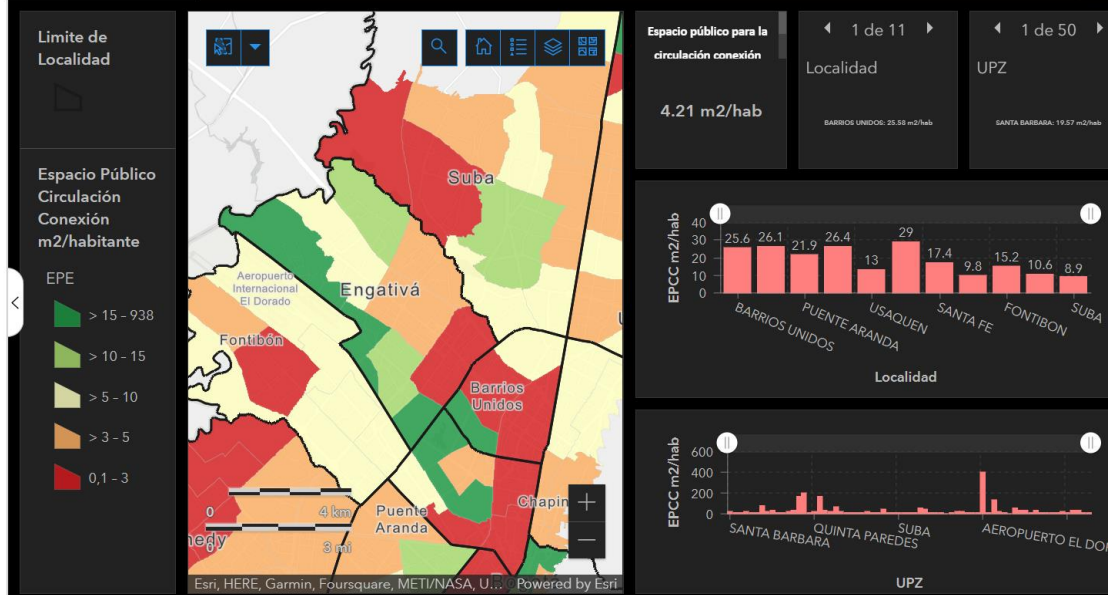 Limite de
Localidad
Espacio Público
Circulación
Conexión
m2/habitante
EPE
> 15 - 938
> 10 - 15
> 5 - 10
> 3 - 5
0,1 - 3
Suba
Aeropuerto
Internacional
El Dorado
Engativá
Fontibón
Barrios
Unidos
Chapin
Puente
Aranda
nedy
0
4 km
0
3 mi
Esri, HERE, Garmin, Foursquare, METI/NASA, U...
Powered by Esri
Espacio público para la
circulación conexión
4.21 m2/hab
1 de 11
Localidad
BARRIOS UNIDOS: 25.58 m2/hab
1 de 50
UPZ
SANTA BARBARA: 19.57 m2/hab
EPCC m2/hab
40
30
20
10
0
25.6
26.1
21.9
26.4
13
29
17.4
9.8
15.2
10.6
8.9
BARRIOS UNIDOS
PUENTE ARANDA
USAQUEN
SANTA FE
FONTIBON
SUBA
Localidad
EPCC m2/hab
600
400
200
0
SANTA BARBARA
QUINTA PAREDES
SUBA
AEROPUERTO EL DOR
UPZ